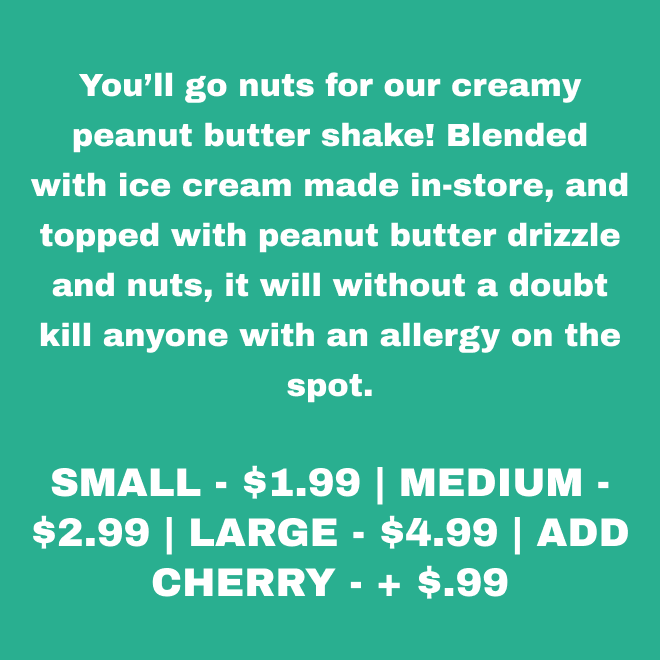 You’ll go nuts for our creamy
peanut butter shake! Blended
with ice cream made in-store, and
topped with peanut butter drizzle
and nuts, it will without a doubt
kill anyone with an allergy on the
spot.
SMALL - $1.99 | MEDIUM -
$2.99 | LARGE - $4.99 | ADD
CHERRY - + $.99